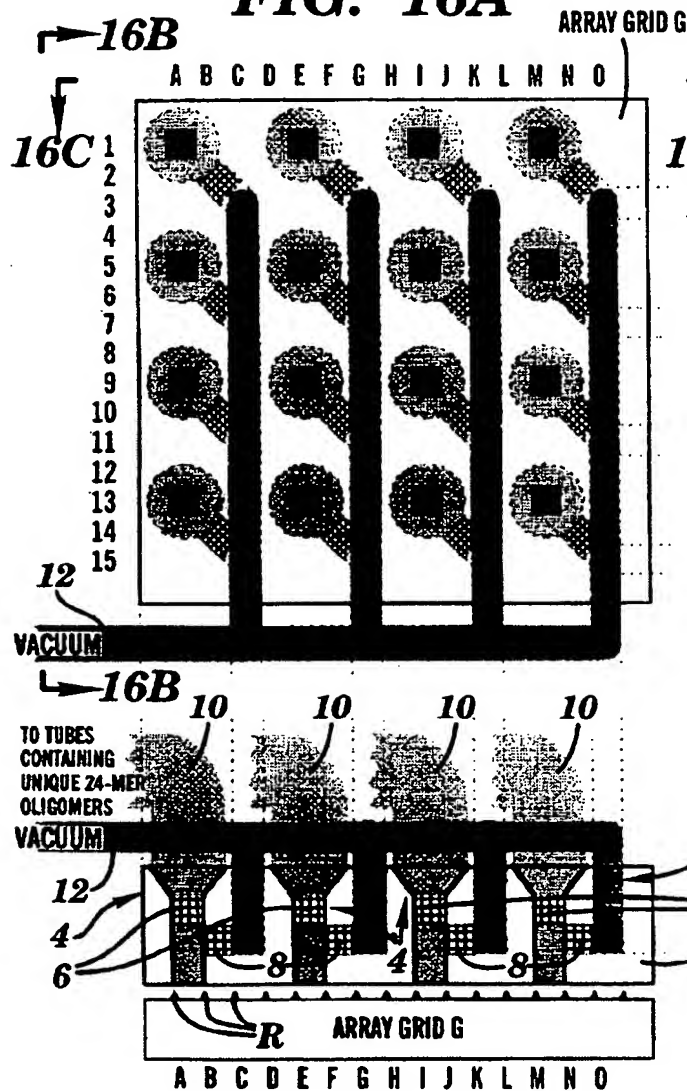 FIG. 16A
16B
ARRAY GRID G
A B C D E F G H I J K L M N O
16C
1
2
3
4
5
6
7
8
9
10
11
12
13
14
15
12
VACUUM
16B
10 10 10 10
TO TUBES
CONTAINING
UNIQUE 24-MER
OLIGOMERS
VACUUM
12
4
6
8 4 8
R ARRAY GRID G
A B C D E F G H I J K L M N O